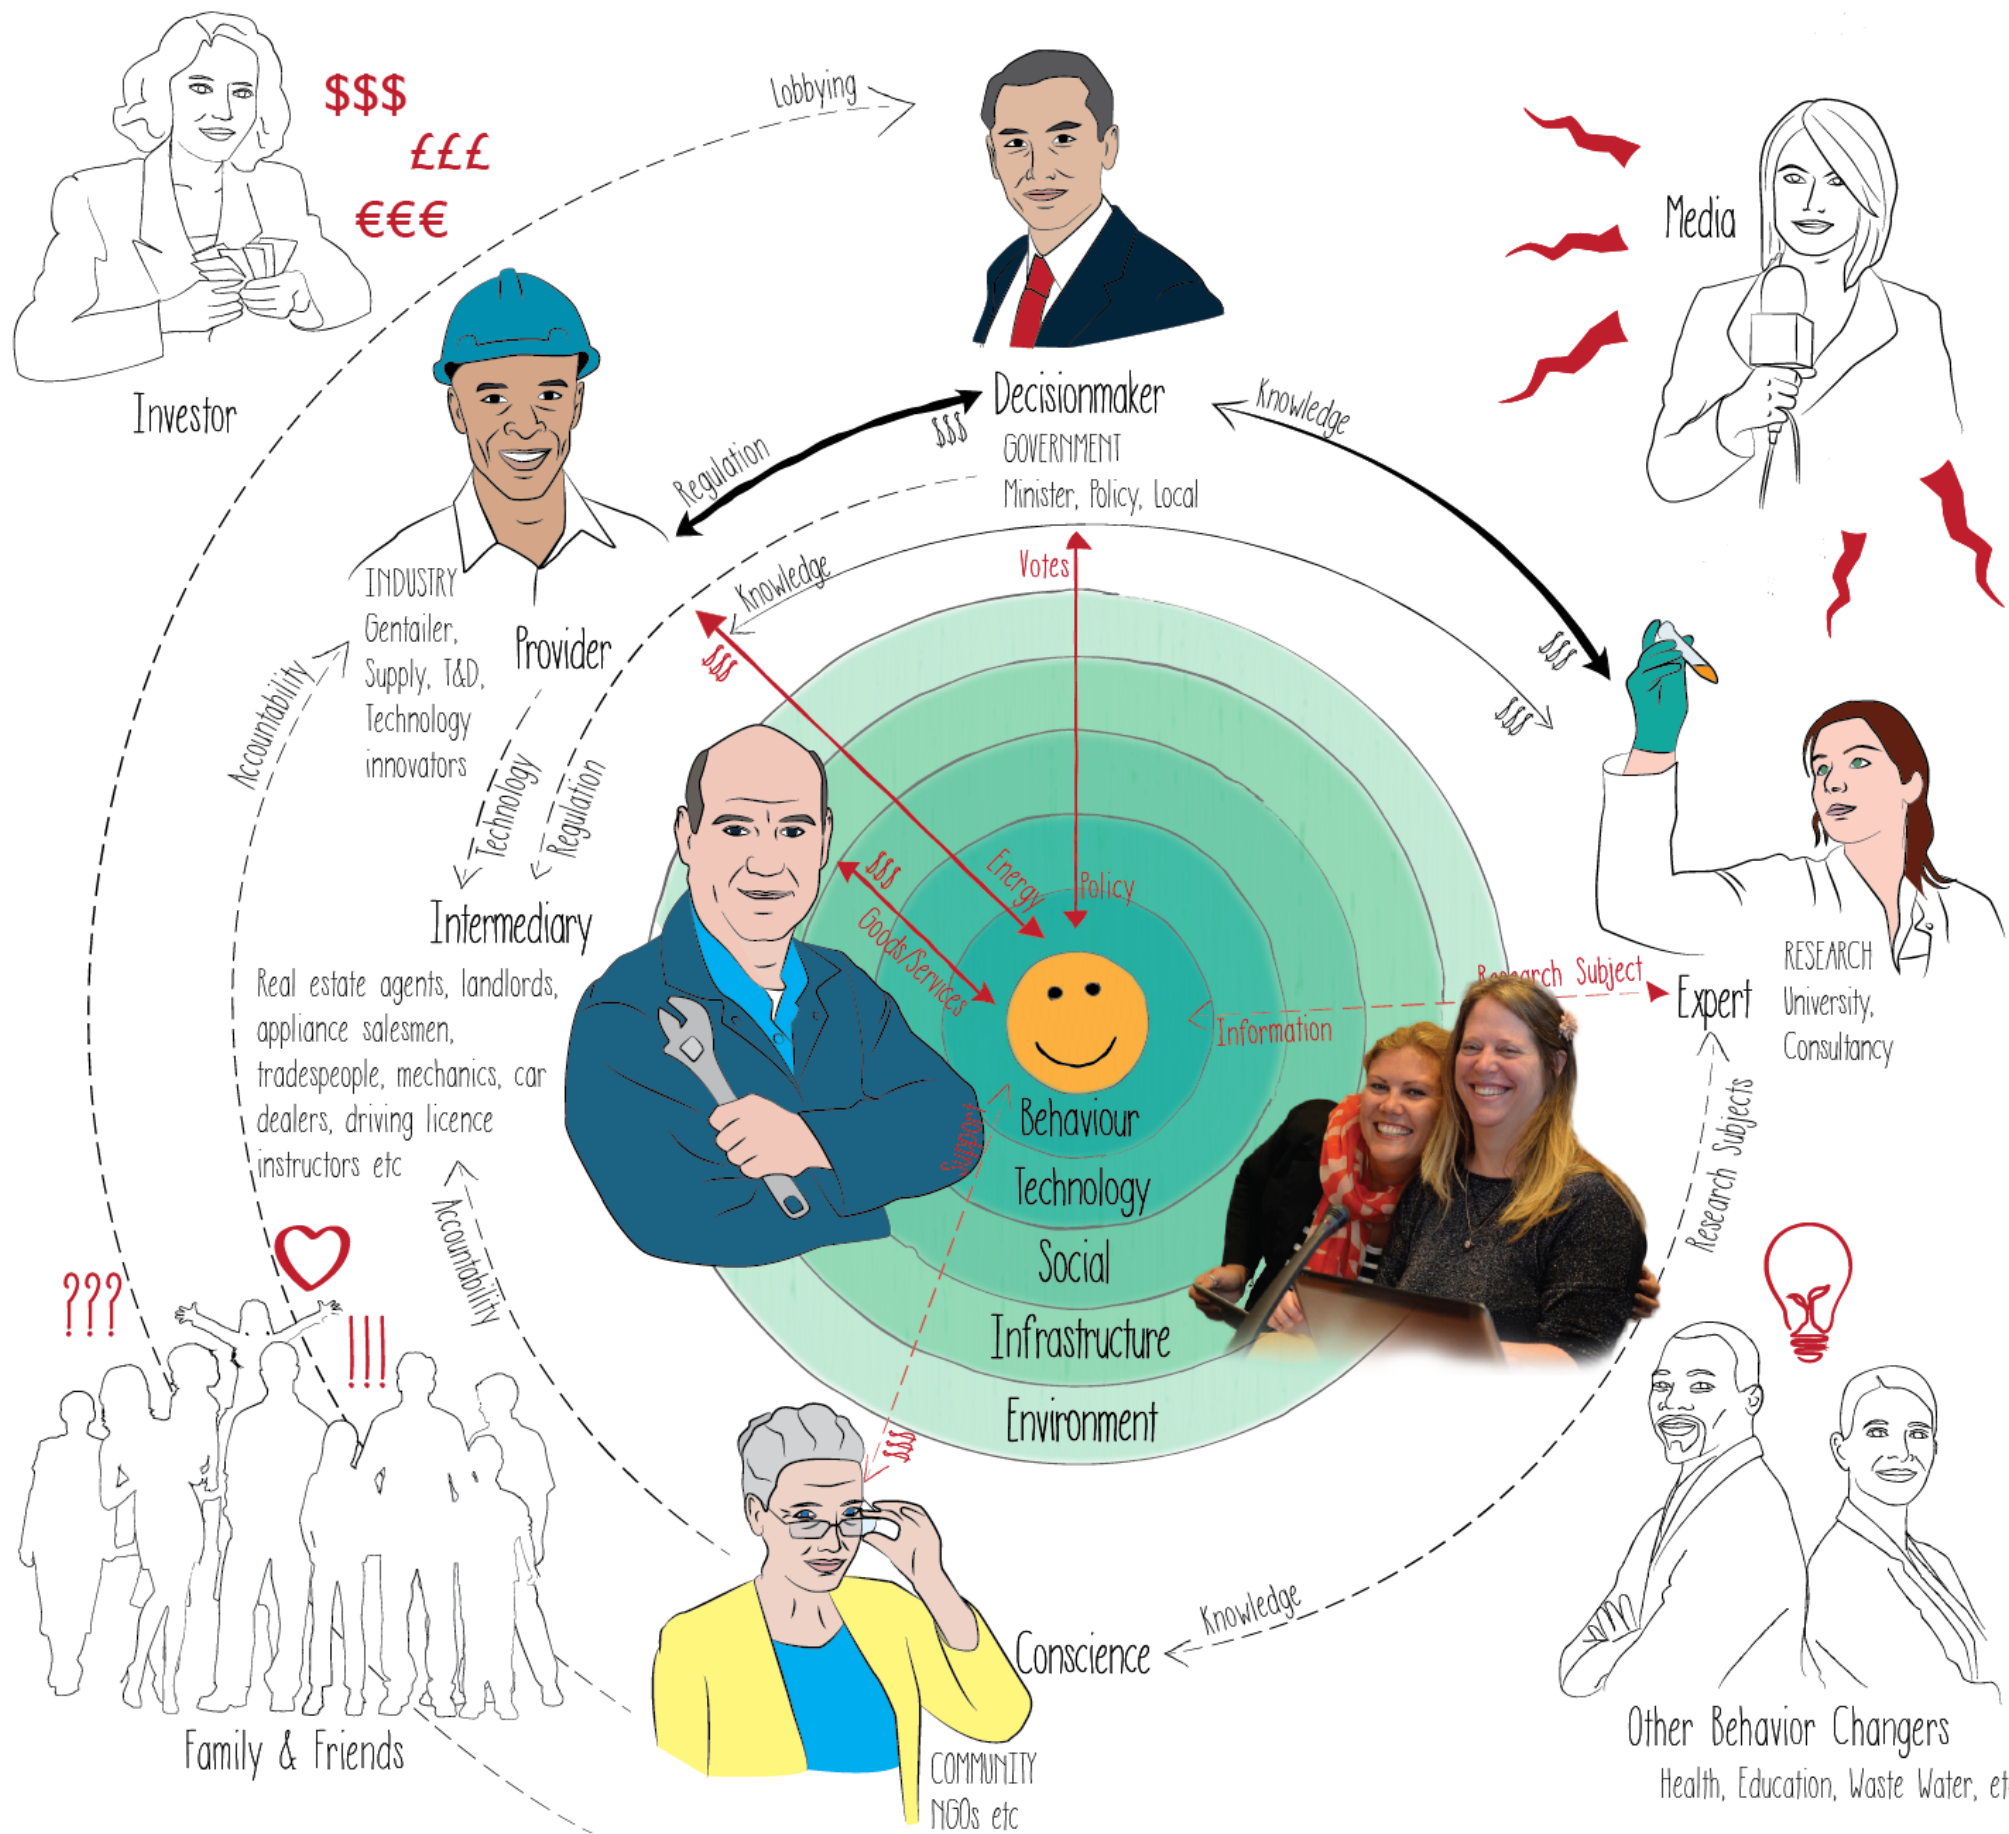 $$$
£££
€€€
Investor
Lobbying
Media
Decisionmaker
GOVERNMENT
Minister, Policy, Local
$$$
Regulation
Knowledge
$$$
Knowledge
$$$
Votes
Policy
INDUSTRY
Gentailer,
Supply, T&D,
Technology
innovators
Provider
$$$
Energy
Accountability
Technology
Regulation
Intermediary
Real estate agents, landlords,
appliance salesmen,
tradespeople, mechanics, car
dealers, driving licence
instructors etc
$$$
Goods/Services
Research Subject
Information
Expert
RESEARCH
University,
Consultancy
Support
Behaviour
Technology
Social
Infrastructure
Environment
Accountability
Research Subjects
???
!!!
Family & Friends
$$$
Conscience
Knowledge
COMMUNITY
NGOs etc
Other Behavior Changers
Health, Education, Waste Water,